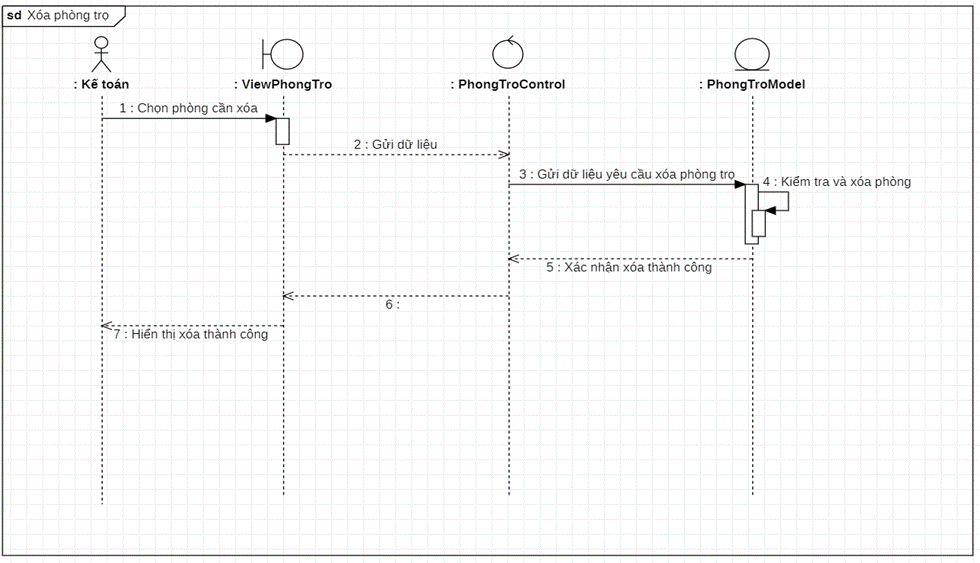 sd Xóa phòng trọ
: Kế toán
: ViewPhongTro
: PhongTroControl
: PhongTroModel
1 : Chọn phòng cần xóa
2 : Gửi dữ liệu
3 : Gửi dữ liệu yêu cầu xóa phòng trọ
4 : Kiểm tra và xóa phòng
5 : Xác nhận xóa thành công
6 :
7 : Hiển thị xóa thành công